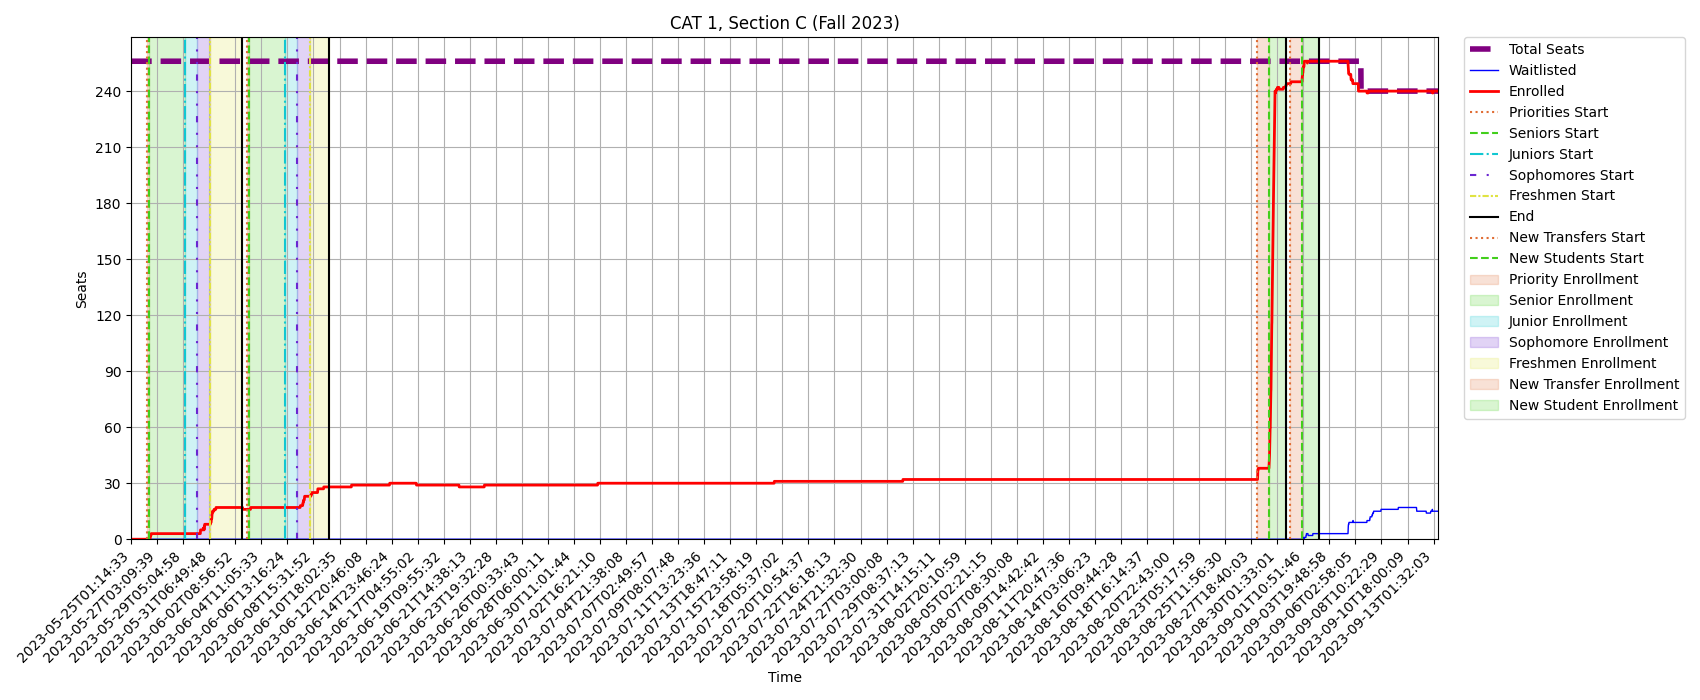 CAT 1, Section C (Fall 2023)
Seats
240
210
180
150
120
90
60
30
0
2023-05-25T01:14:33
2023-05-27T03:09:39
2023-05-29T05:04:58
2023-05-31T06:49:48
2023-06-02T08:56:52
2023-06-04T11:05:33
2023-06-06T13:16:24
2023-06-08T15:31:52
2023-06-10T18:02:35
2023-06-12T20:46:08
2023-06-14T23:46:24
2023-06-17T04:55:02
2023-06-19T09:55:32
2023-06-21T14:38:13
2023-06-23T19:32:28
2023-06-26T00:33:43
2023-06-28T06:00:11
2023-06-30T11:01:44
2023-07-02T16:21:10
2023-07-04T21:38:08
2023-07-07T02:49:57
2023-07-09T08:07:48
2023-07-11T13:23:36
2023-07-13T18:47:11
2023-07-15T23:58:19
2023-07-18T05:37:02
2023-07-20T10:54:37
2023-07-22T16:18:13
2023-07-24T21:32:30
2023-07-27T03:00:08
2023-07-29T08:37:13
2023-07-31T14:15:11
2023-08-02T20:10:59
2023-08-05T02:21:15
2023-08-07T08:30:08
2023-08-09T14:42:42
2023-08-11T20:47:36
2023-08-14T03:06:23
2023-08-16T09:44:28
2023-08-18T16:14:37
2023-08-20T22:43:00
2023-08-23T05:17:59
2023-08-25T11:56:30
2023-08-27T18:40:03
2023-08-30T01:33:01
2023-09-01T10:51:46
2023-09-03T19:48:58
2023-09-06T02:58:05
2023-09-08T10:22:29
2023-09-10T18:00:09
2023-09-13T01:32:03
Time
Total Seats
Waitlisted
Enrolled
Priorities Start
Seniors Start
Juniors Start
Sophomores Start
Freshmen Start
End
New Transfers Start
New Students Start
Priority Enrollment
Senior Enrollment
Junior Enrollment
Sophomore Enrollment
Freshmen Enrollment
New Transfer Enrollment
New Student Enrollment